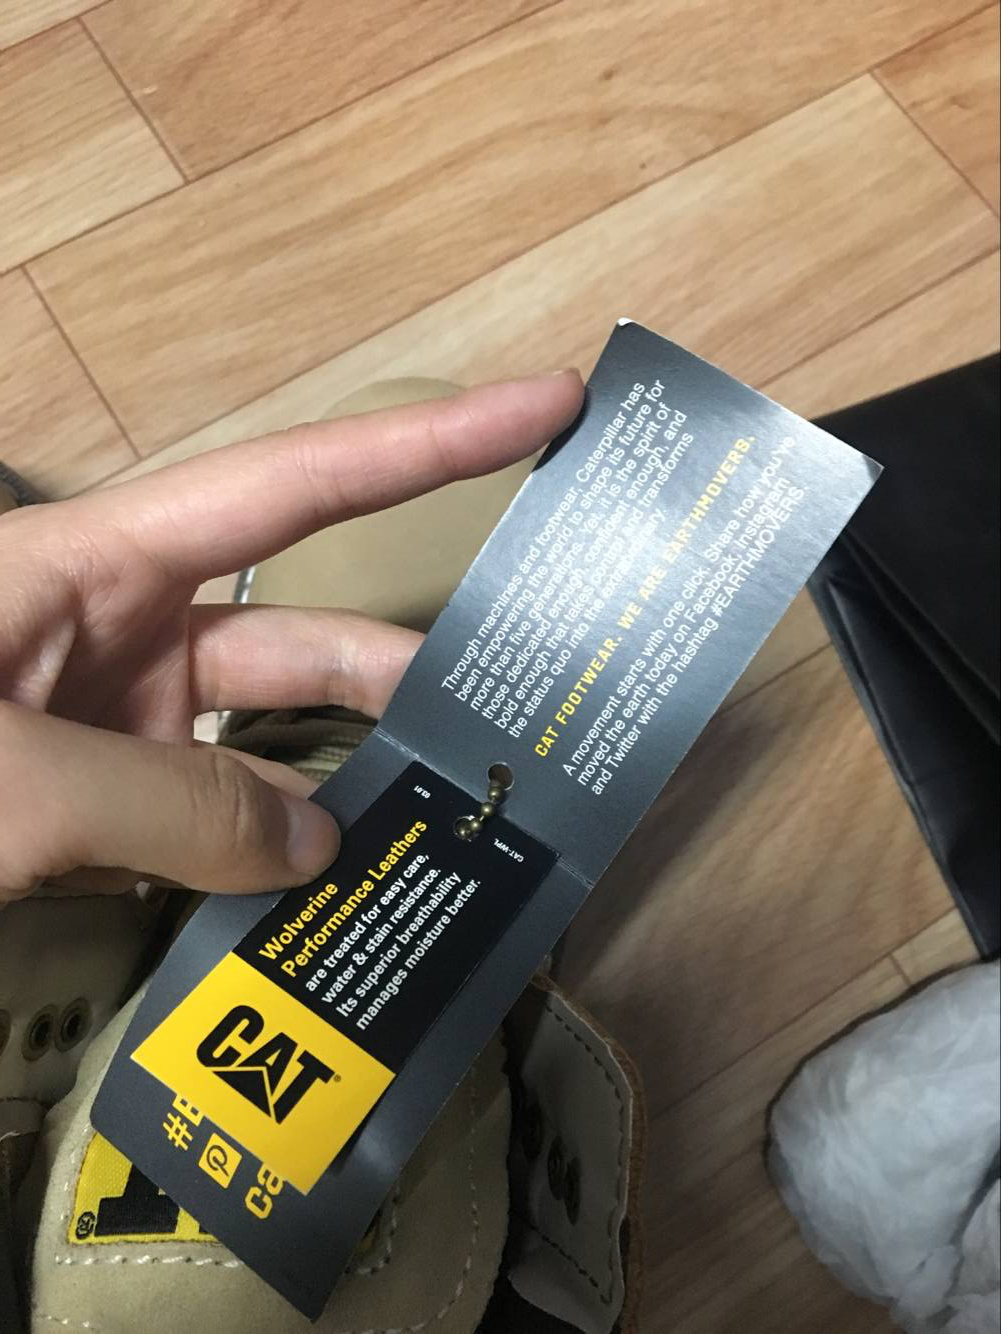 Through machines and footwear, Caterpillar has
been empowering the world to shape its future for
more than five generations. Yet it is the spirit of
those dedicated enough, confident enough, and
bold enough that takes control and transforms
the status quo into the extraordinary.
CAT FOOTWEAR. WE ARE EARTHMOVERS.
A movement starts with one click. Share how you've
moved the earth today on Facebook, Instagram
and Twitter with the hashtag #EARTHMOVERS
03.01
CAT-WPL
Wolverine
Performance Leathers
are treated for easy care,
water & stain resistance.
Its superior breathability
manages moisture better.
CAT®
#E
ca
®